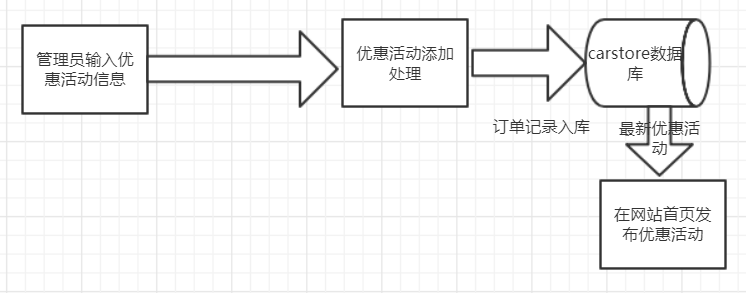 管理员输入优
惠活动信息
优惠活动添加
处理
carstore数据
库
订单记录入库
最新优惠活
动
在网站首页发
布优惠活动